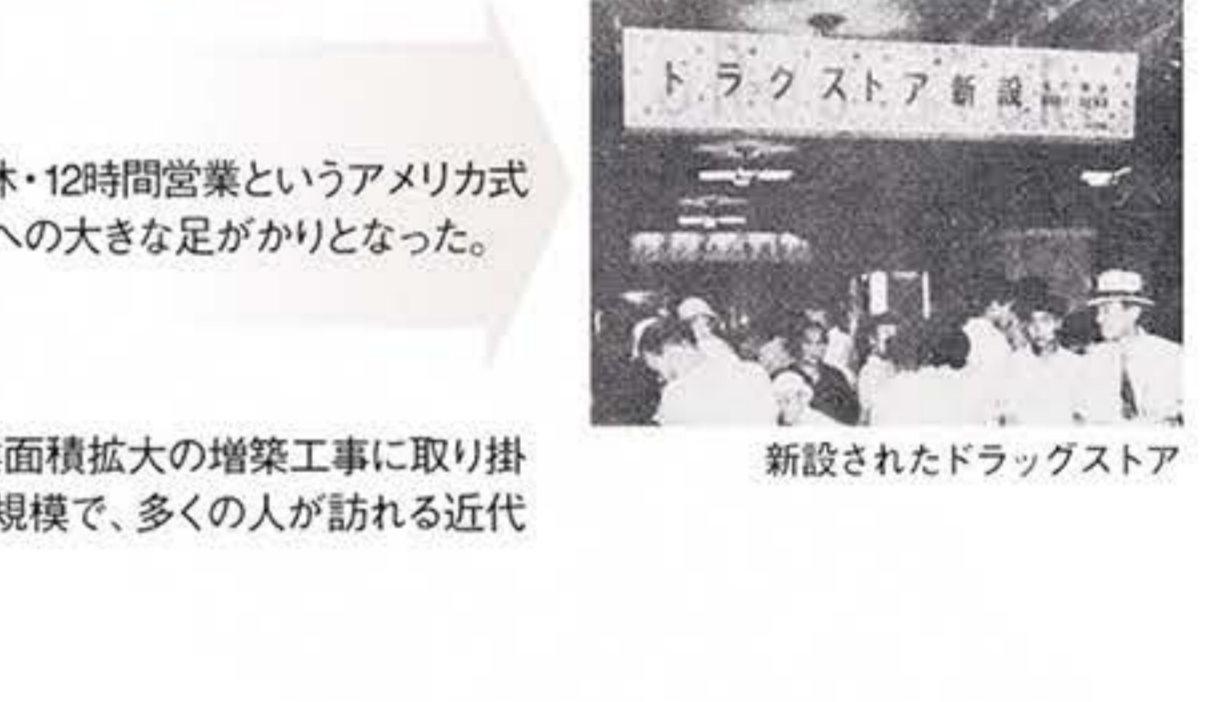 ドラクストア新設
休・12時間営業というアメリカ式
への大きな足がかりとなった。
面積拡大の増築工事に取り掛
規模で、多くの人が訪れる近代
新設されたドラッグストア